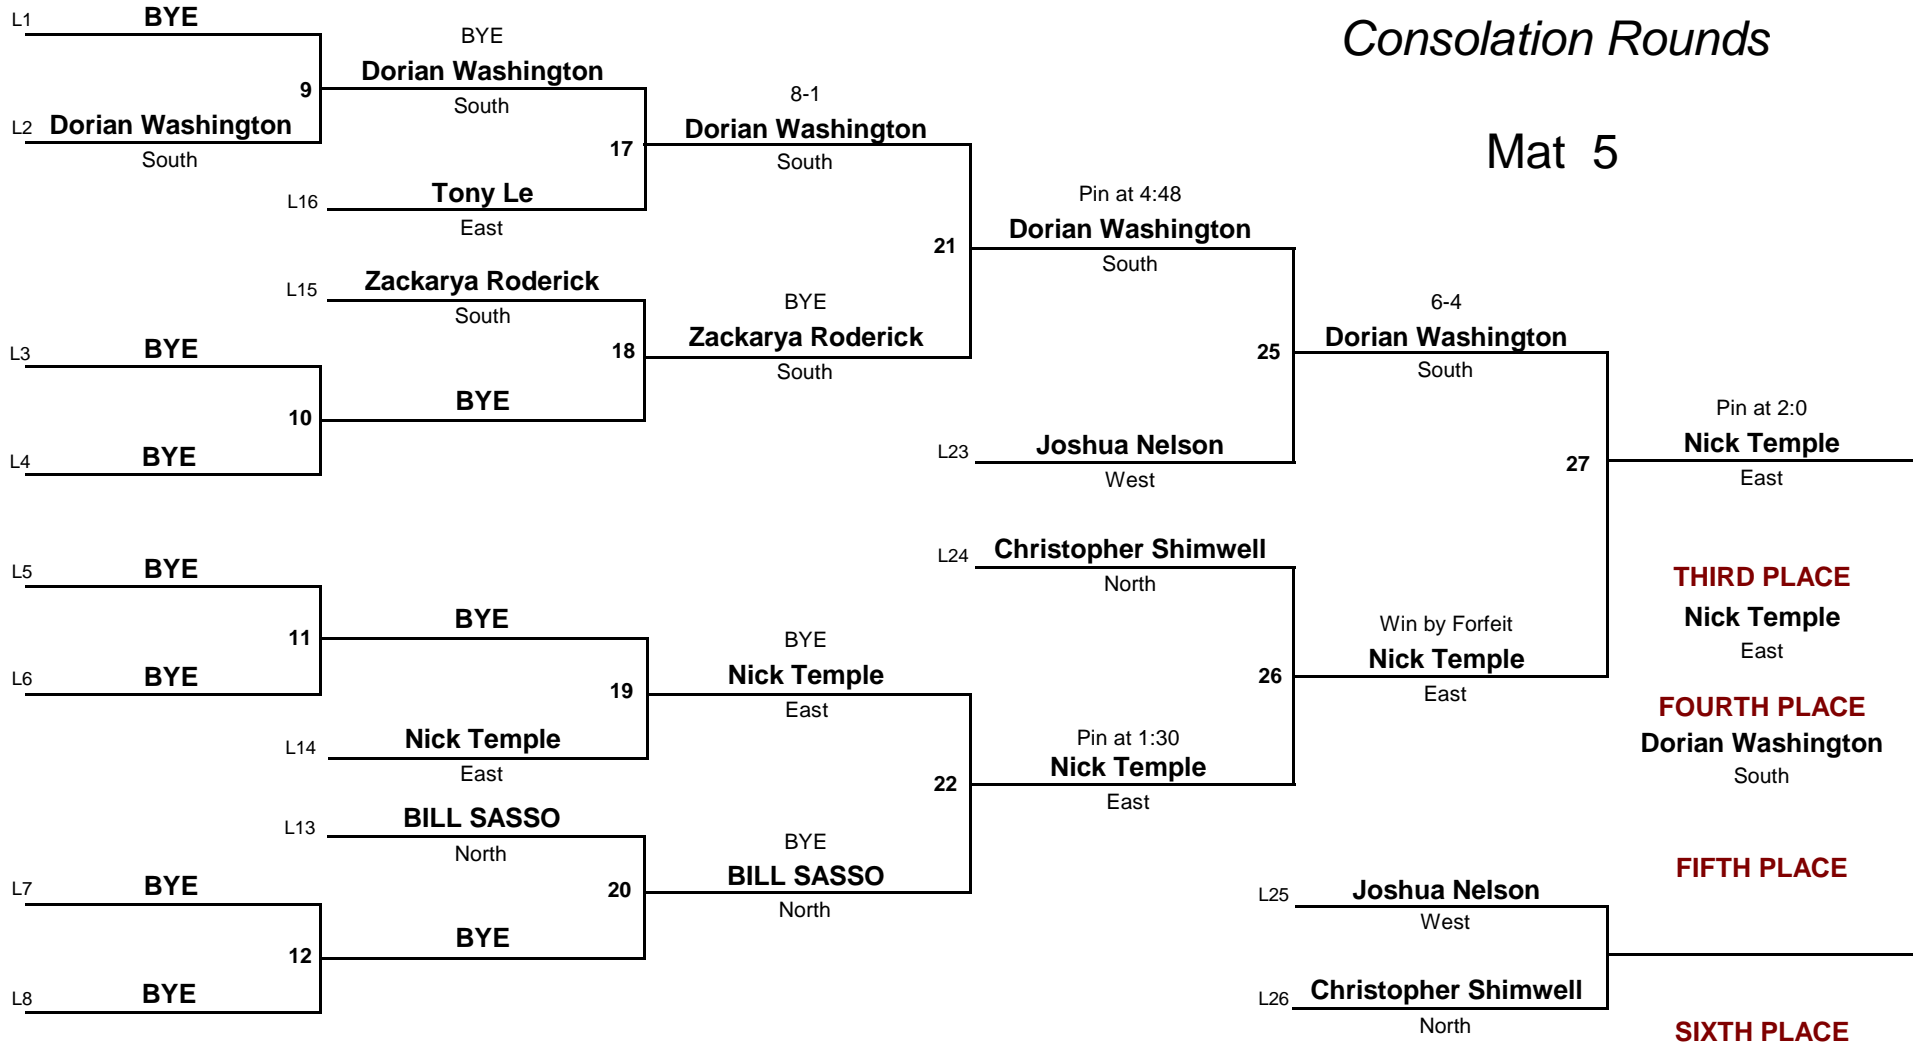 Consolation Rounds
Mat 5
L1 BYE
L2 Dorian Washington
South
9
BYE
Dorian Washington
South
L16 Tony Le
East
17
8-1
Dorian Washington
South
L15 Zackarya Roderick
South
L3 BYE
L4 BYE
10
BYE
18
BYE
Zackarya Roderick
South
21
Pin at 4:48
Dorian Washington
South
L23 Joshua Nelson
West
25
6-4
Dorian Washington
South
L5 BYE
L6 BYE
11
BYE
L14 Nick Temple
East
19
BYE
Nick Temple
East
L13 BILL SASSO
North
L7 BYE
L8 BYE
12
BYE
20
BYE
BILL SASSO
North
22
Pin at 1:30
Nick Temple
East
L24 Christopher Shimwell
North
26
Win by Forfeit
Nick Temple
East
27
Pin at 2:0
Nick Temple
East
THIRD PLACE
Nick Temple
East
FOURTH PLACE
Dorian Washington
South
L25 Joshua Nelson
West
L26 Christopher Shimwell
North
FIFTH PLACE
SIXTH PLACE